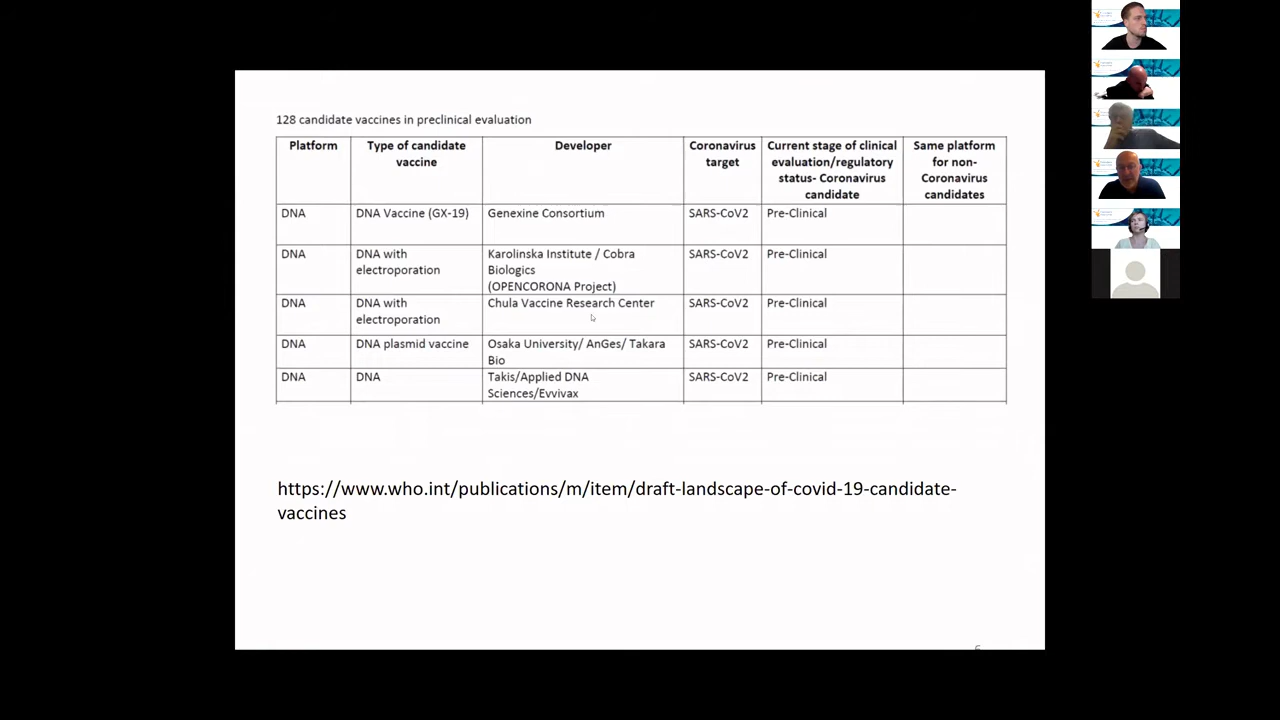 128 candidate vaccines in preclinical evaluation
Platform
Type of candidate
vaccine
Developer
Coronavirus
target
Current stage of clinical
evaluation/regulatory
status- Coronavirus
candidate
Same platform
for non-
Coronavirus
candidates
DNA
DNA Vaccine (GX-19)
Genexine Consortium
SARS-CoV2
Pre-Clinical
DNA
DNA with
electroporation
Karolinska Institute / Cobra
Biologics
(OPENCORONA Project)
SARS-CoV2
Pre-Clinical
DNA
DNA with
electroporation
Chula Vaccine Research Center
SARS-CoV2
Pre-Clinical
DNA
DNA plasmid vaccine
Osaka University/ AnGes/ Takara
Bio
SARS-CoV2
Pre-Clinical
DNA
DNA
Takis/Applied DNA
Sciences/Evvivax
SARS-CoV2
Pre-Clinical
https://www.who.int/publications/m/item/draft-landscape-of-covid-19-candidate-
vaccines